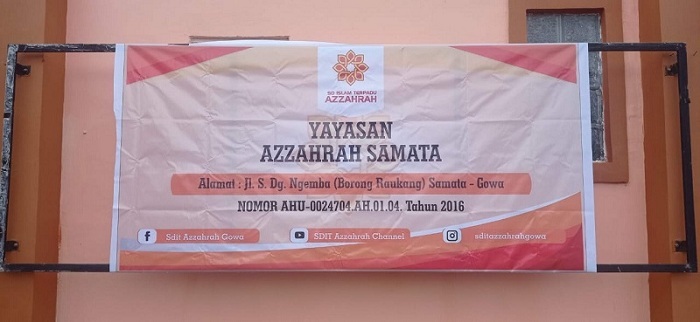 SD ISLAM TERPADU
AZZAHRAH
YAYASAN
AZZAHRAH SAMATA
Alamat : Jl. S. Dg. Ngemba (Borong Raukang) Samata - Gowa
NOMOR AHU-0024704.AH.01.04. Tahun 2016
Sdit Azzahrah Gowa
SDIT Azzahrah Channel
sditazzahrahgowa